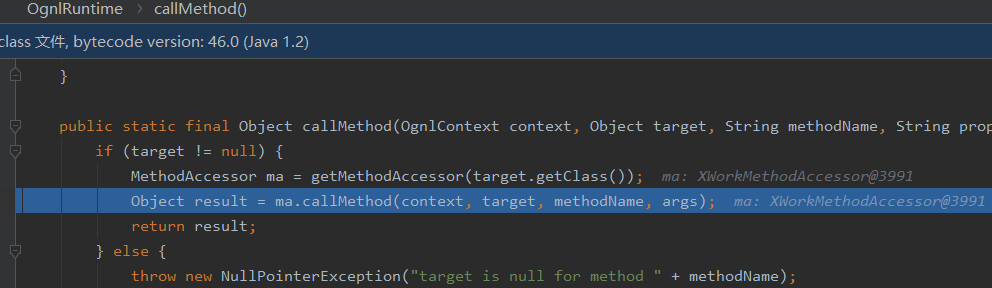 OgnlRuntime › callMethod()
class 文件, bytecode version: 46.0 (Java 1.2)
}
public static final Object callMethod(OgnlContext context, Object target, String methodName, String prop
if (target != null) {
MethodAccessor ma = getMethodAccessor(target.getClass()); ma: XWorkMethodAccessor@3991
Object result = ma.callMethod(context, target, methodName, args); ma: XWorkMethodAccessor@3991
return result;
} else {
throw new NullPointerException("target is null for method " + methodName);